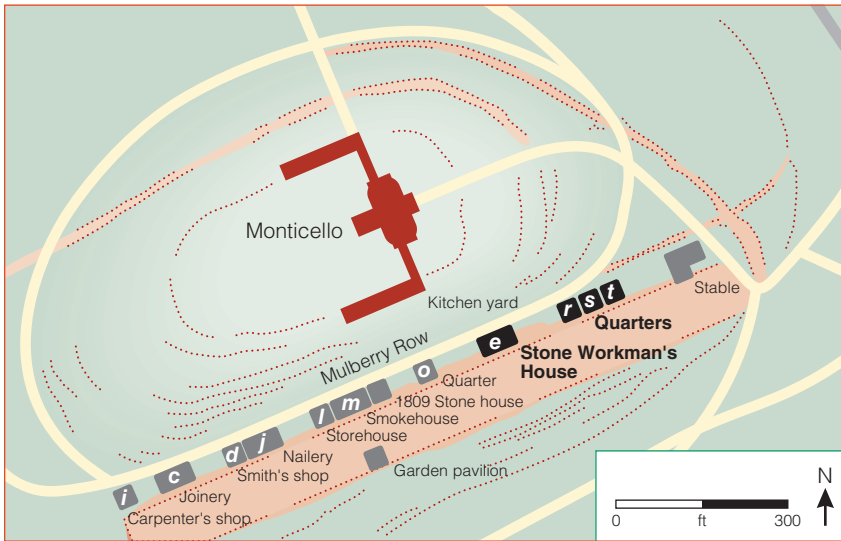 Monticello
Kitchen yard
Stable
r s t
Quarters
Mulberry Row
e
Stone Workman's
House
o
Quarter
1809 Stone house
l m
Smokehouse
Storehouse
d j
Nailery
Smith's shop
Garden pavilion
c
Joinery
i
Carpenter's shop
N
0 ft 300